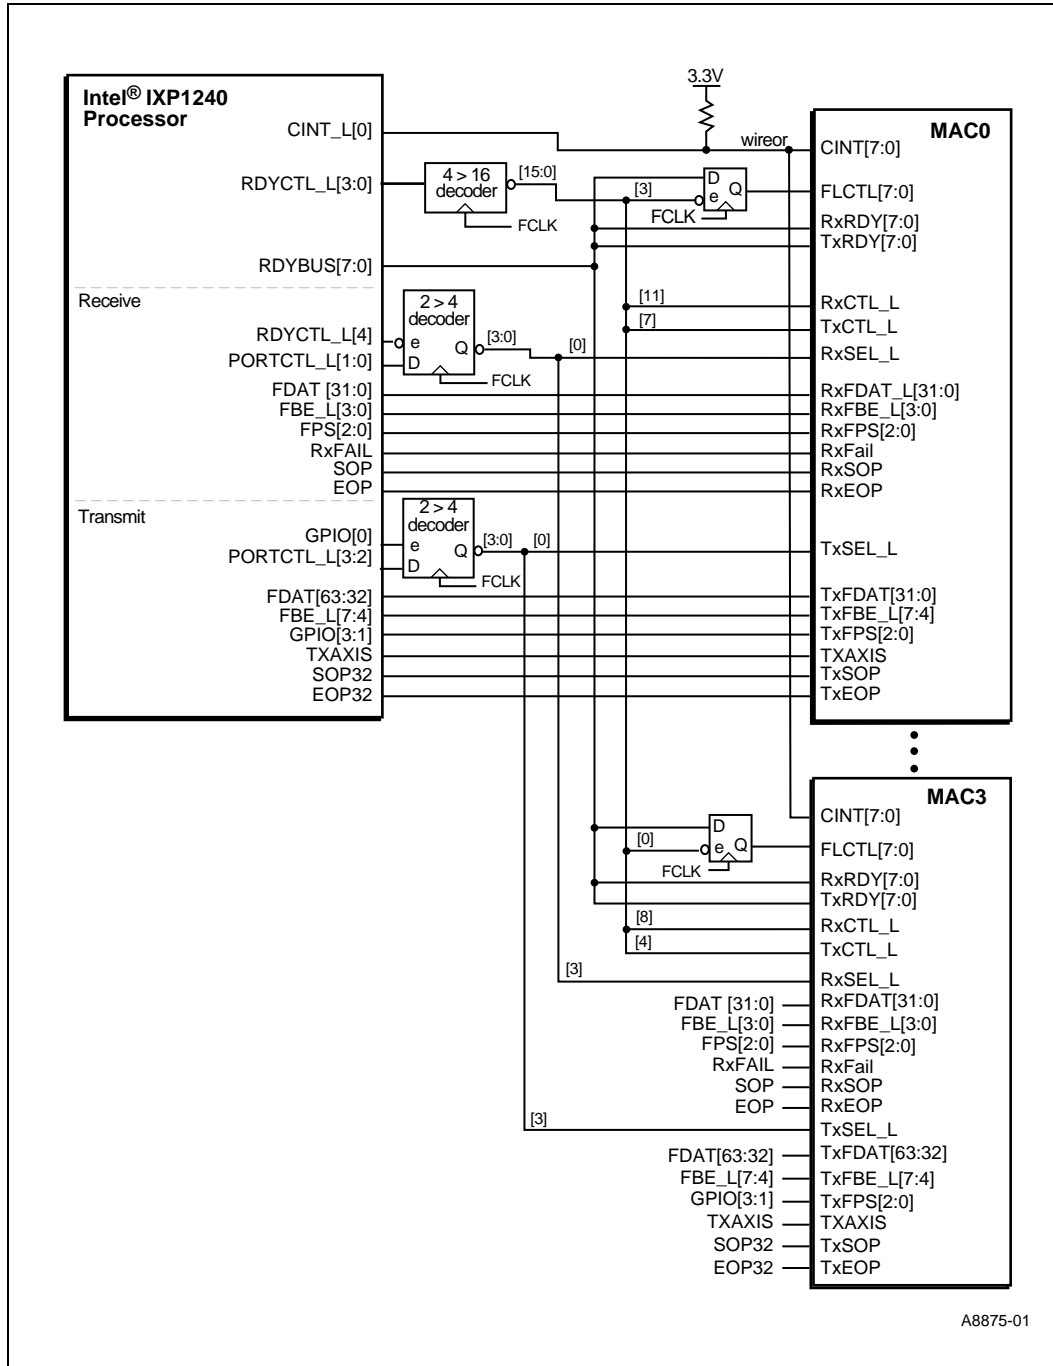 Intel® IXP1240
Processor
CINT_L[0]
RDYCTL_L[3:0]
RDYBUS[7:0]
Receive
RDYCTL_L[4]
PORTCTL_L[1:0]
FDAT [31:0]
FBE_L[3:0]
FPS[2:0]
RxFAIL
SOP
EOP
Transmit
GPIO[0]
PORTCTL_L[3:2]
FDAT[63:32]
FBE_L[7:4]
GPIO[3:1]
TXAXIS
SOP32
EOP32
4 > 16
decoder
[15:0]
FCLK
2 > 4
decoder
e
D
Q
[3:0]
[0]
FCLK
2 > 4
decoder
e
D
Q
[3:0]
[0]
FCLK
3.3V
wireor
[3]
D
e
Q
FCLK
[11]
[7]
MAC0
CINT[7:0]
FLCTL[7:0]
RxRDY[7:0]
TxRDY[7:0]
RxCTL_L
TxCTL_L
RxSEL_L
RxFDAT_L[31:0]
RxFBE_L[3:0]
RxFPS[2:0]
RxFail
RxSOP
RxEOP
TxSEL_L
TxFDAT[31:0]
TxFBE_L[7:4]
TxFPS[2:0]
TXAXIS
TxSOP
TxEOP
D
e
Q
[0]
FCLK
[8]
[4]
[3]
FDAT [31:0]
FBE_L[3:0]
FPS[2:0]
RxFAIL
SOP
EOP
[3]
FDAT[63:32]
FBE_L[7:4]
GPIO[3:1]
TXAXIS
SOP32
EOP32
MAC3
CINT[7:0]
FLCTL[7:0]
RxRDY[7:0]
TxRDY[7:0]
RxCTL_L
TxCTL_L
RxSEL_L
RxFDAT[31:0]
RxFBE_L[3:0]
RxFPS[2:0]
RxFail
RxSOP
RxEOP
TxSEL_L
TxFDAT[63:32]
TxFBE_L[7:4]
TxFPS[2:0]
TXAXIS
TxSOP
TxEOP
A8875-01